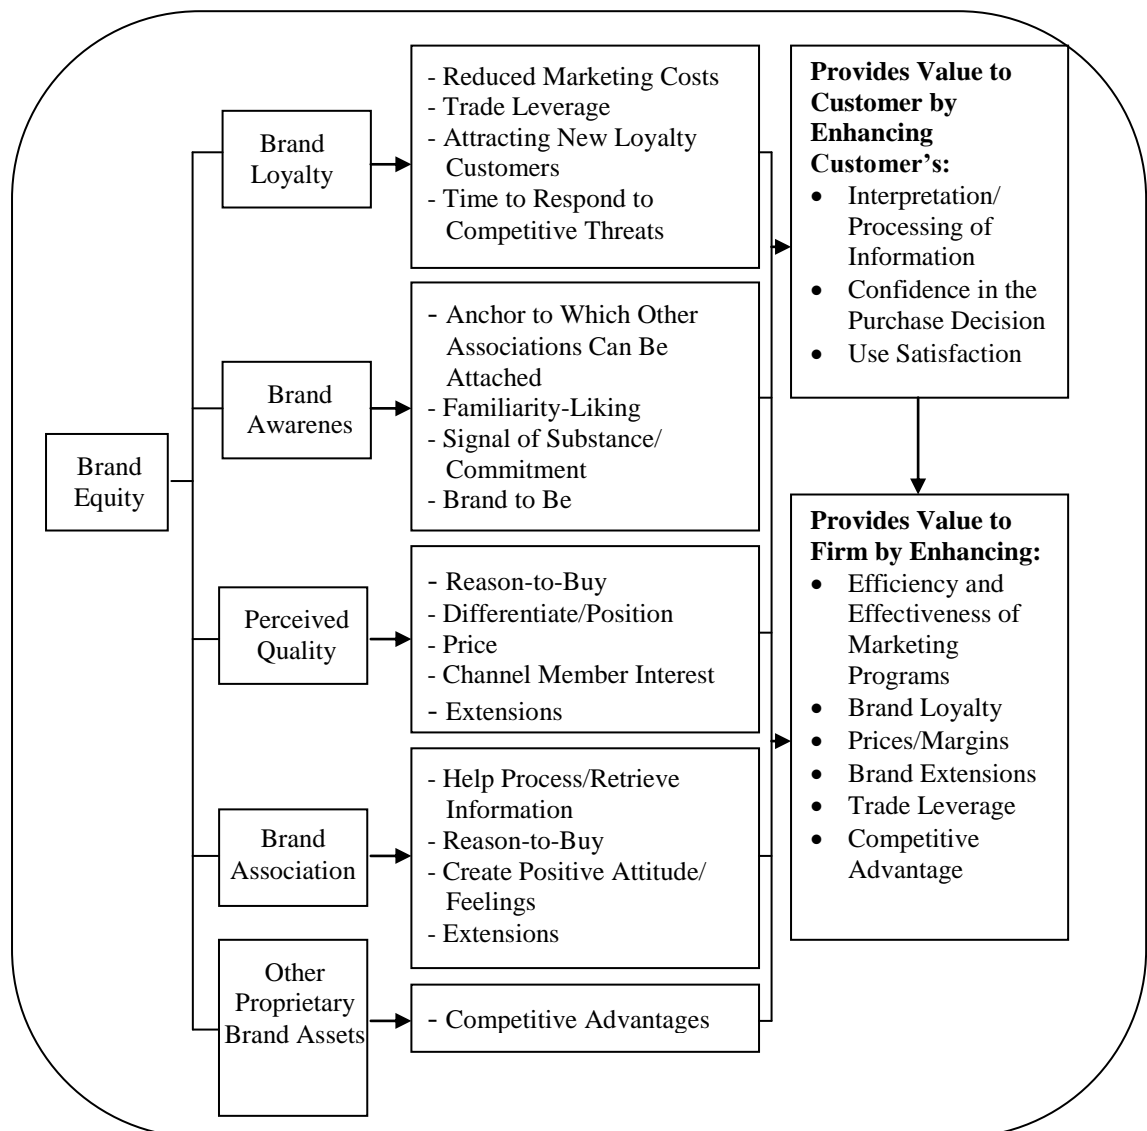 Brand
Equity
Brand
Loyalty
- Reduced Marketing Costs
- Trade Leverage
- Attracting New Loyalty
Customers
- Time to Respond to
Competitive Threats
Brand
Awarenes
- Anchor to Which Other
Associations Can Be
Attached
- Familiarity-Liking
- Signal of Substance/
Commitment
- Brand to Be
Perceived
Quality
- Reason-to-Buy
- Differentiate/Position
- Price
- Channel Member Interest
- Extensions
Brand
Association
- Help Process/Retrieve
Information
- Reason-to-Buy
- Create Positive Attitude/
Feelings
- Extensions
Other
Proprietary
Brand Assets
- Competitive Advantages
Provides Value to
Customer by
Enhancing
Customer’s:
• Interpretation/
Processing of
Information
• Confidence in the
Purchase Decision
• Use Satisfaction
Provides Value to
Firm by Enhancing:
• Efficiency and
Effectiveness of
Marketing
Programs
• Brand Loyalty
• Prices/Margins
• Brand Extensions
• Trade Leverage
• Competitive
Advantage